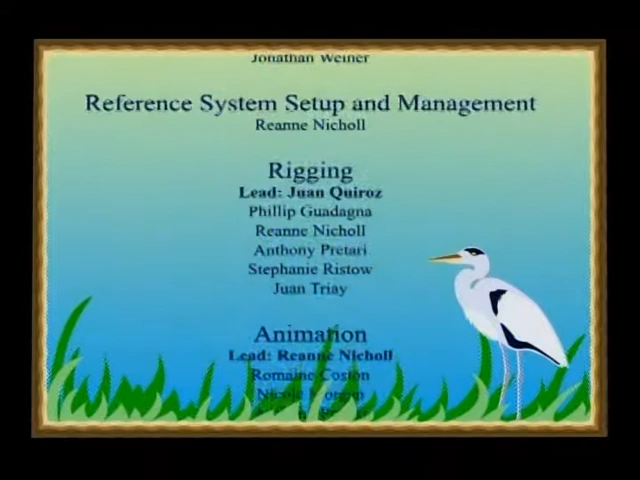 Jonathan Weiner
Reference System Setup and Management
Reanne Nicholl
Rigging
Lead: Juan Quiroz
Phillip Guadagna
Reanne Nicholl
Anthony Pretari
Stephanie Ristow
Juan Triay
Animation
Lead: Reanne Nicholl
Romaine Coston
Nicole